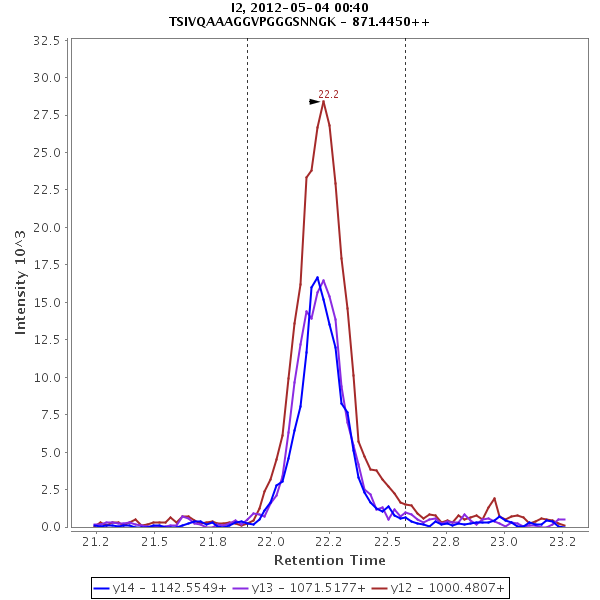 I2, 2012-05-04 00:40
TSIVQAAAGGVPGGGSNNGK - 871.4450++
32.5
30.0
27.5
25.0
22.5
20.0
17.5
15.0
12.5
10.0
7.5
5.0
2.5
0.0
Intensity 10^3
22.2
21.2 21.5 21.8 22.0 22.2 22.5 22.8 23.0 23.2
Retention Time
y14 - 1142.5549+ y13 - 1071.5177+ y12 - 1000.4807+